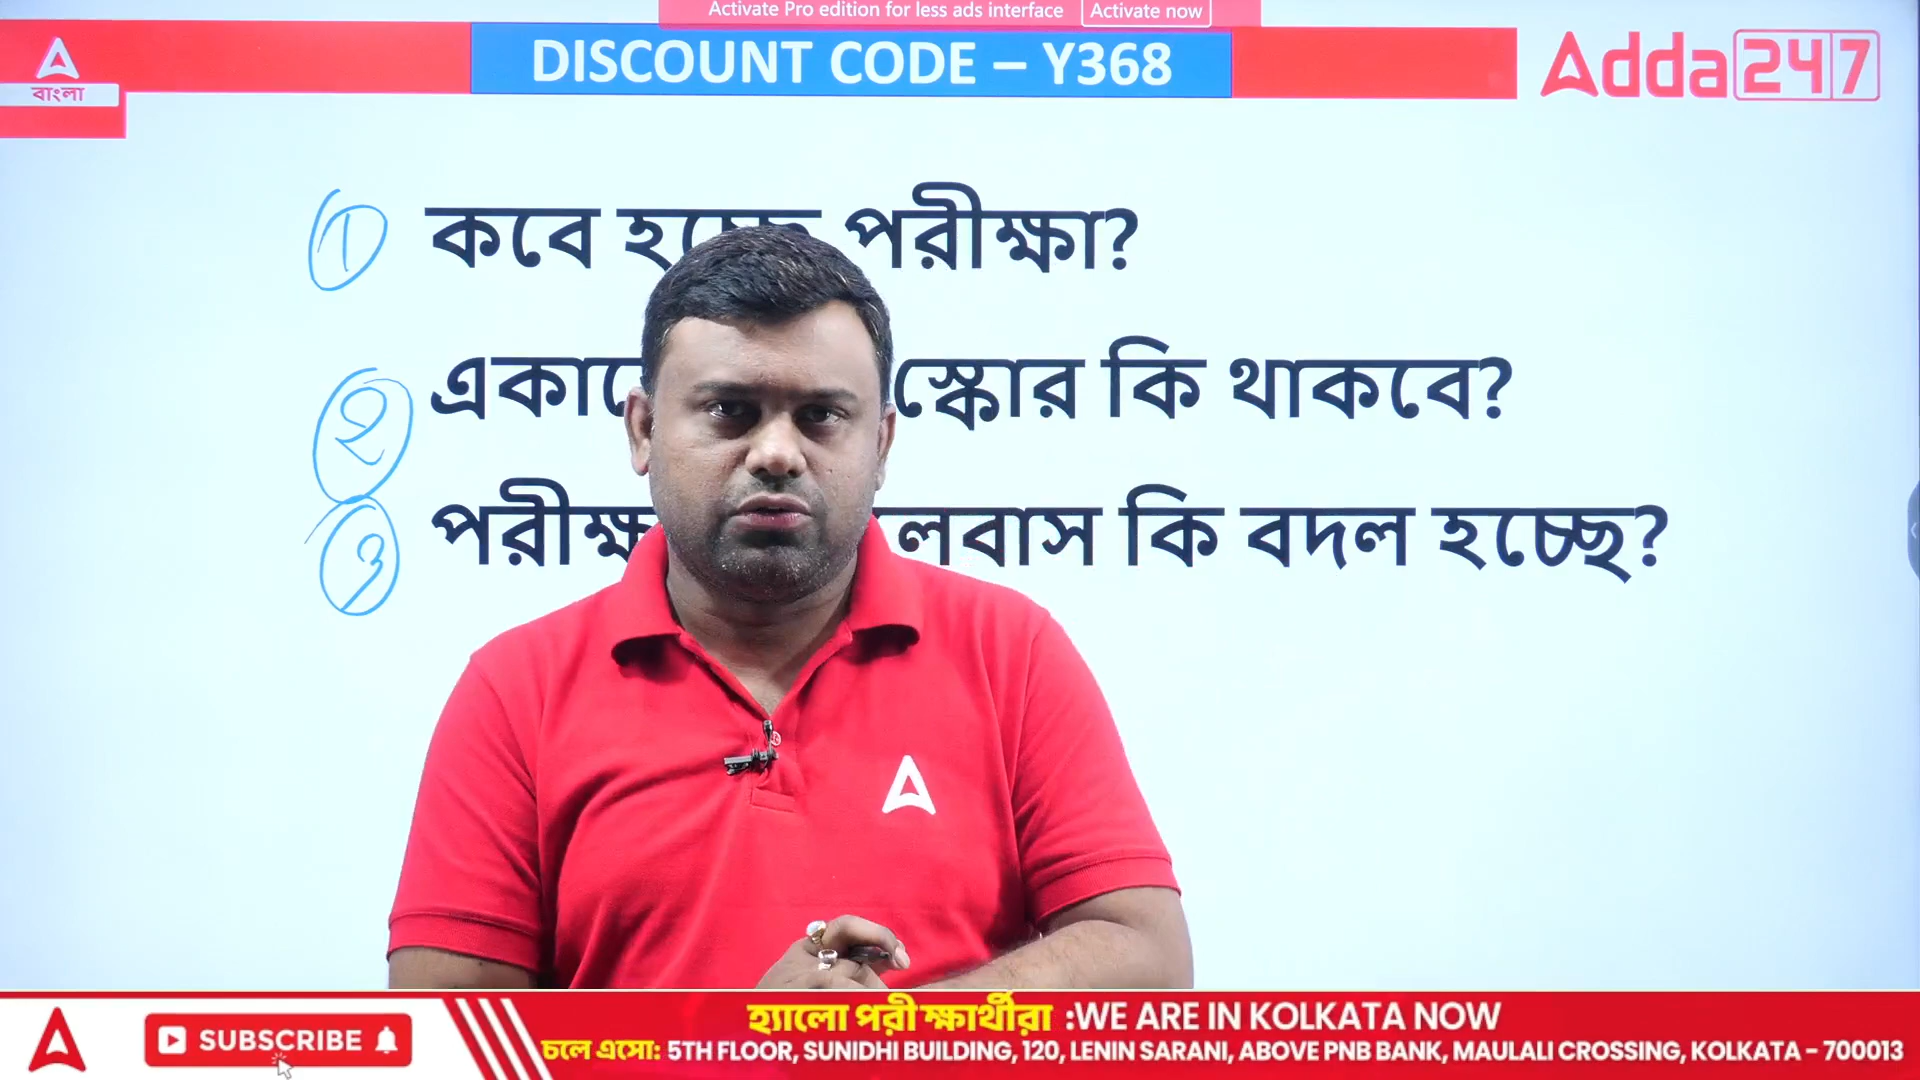 Activate Pro edition for less ads interface Activate now
DISCOUNT CODE – Y368
Adda247
বাংলা
1 কবে হচ্ছে পরীক্ষা?
2 স্কোর কি থাকবে?
3 কি বদল হচ্ছে?
SUBSCRIBE
হ্যালো পরীক্ষার্থীরা :WE ARE IN KOLKATA NOW
চলে এসো: 5TH FLOOR, SUNIDHI BUILDING, 120, LENIN SARANI, ABOVE PNB BANK, MAULALI CROSSING, KOLKATA - 700013